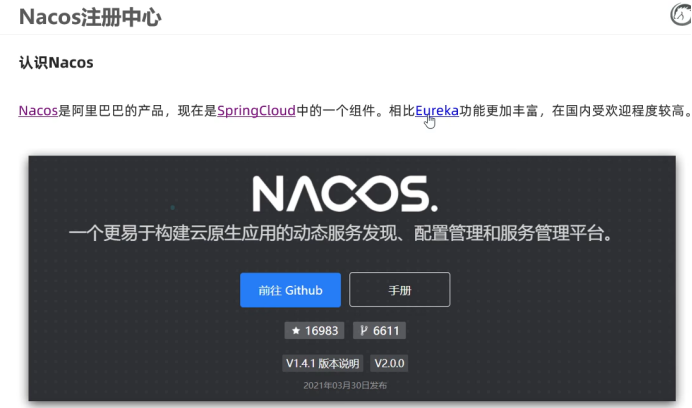 Nacos注册中心
认识Nacos
Nacos是阿里巴巴的产品，现在是SpringCloud中的一个组件。相比Eureka功能更加丰富，在国内受欢迎程度较高。
NACOS.
一个更易于构建云原生应用的动态服务发现、配置管理和服务管理平台。
前往 Github 手册
16983 6611
V1.4.1 版本说明 V2.0.0
2021年03月30日发布